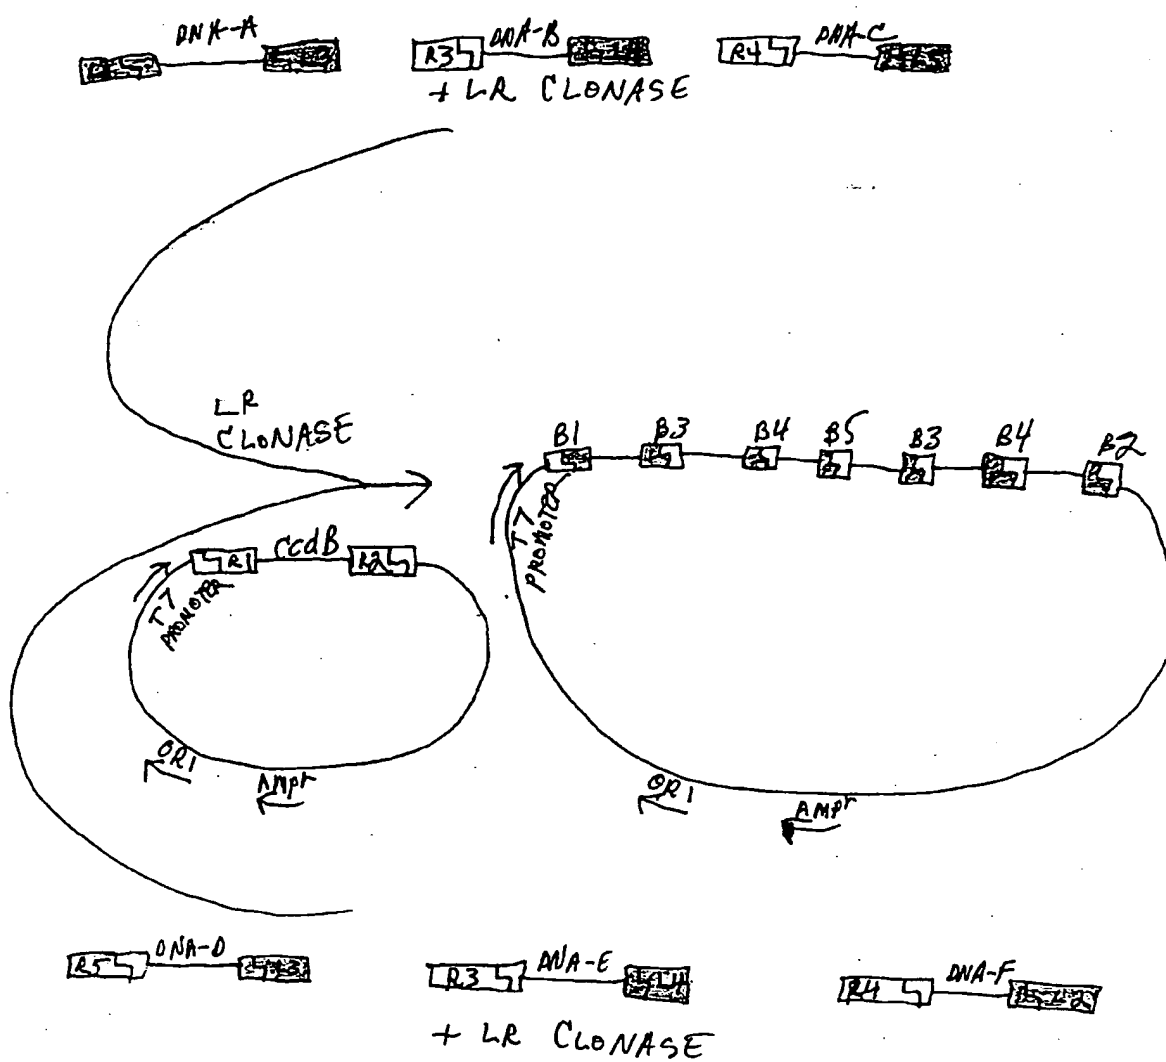 DNA-A
DNA-B
DNA-C
R3
R4
+ LR CLONASE
LR
CLONASE
B1
B3
B4
B5
B3
B4
B2
T7
PROMOTER
R1
CcdB
R2
T7
PROMOTER
ORI
AMPr
ORI
AMPr
R5
DNA-D
R3
DNA-E
R4
DNA-F
+ LR CLONASE